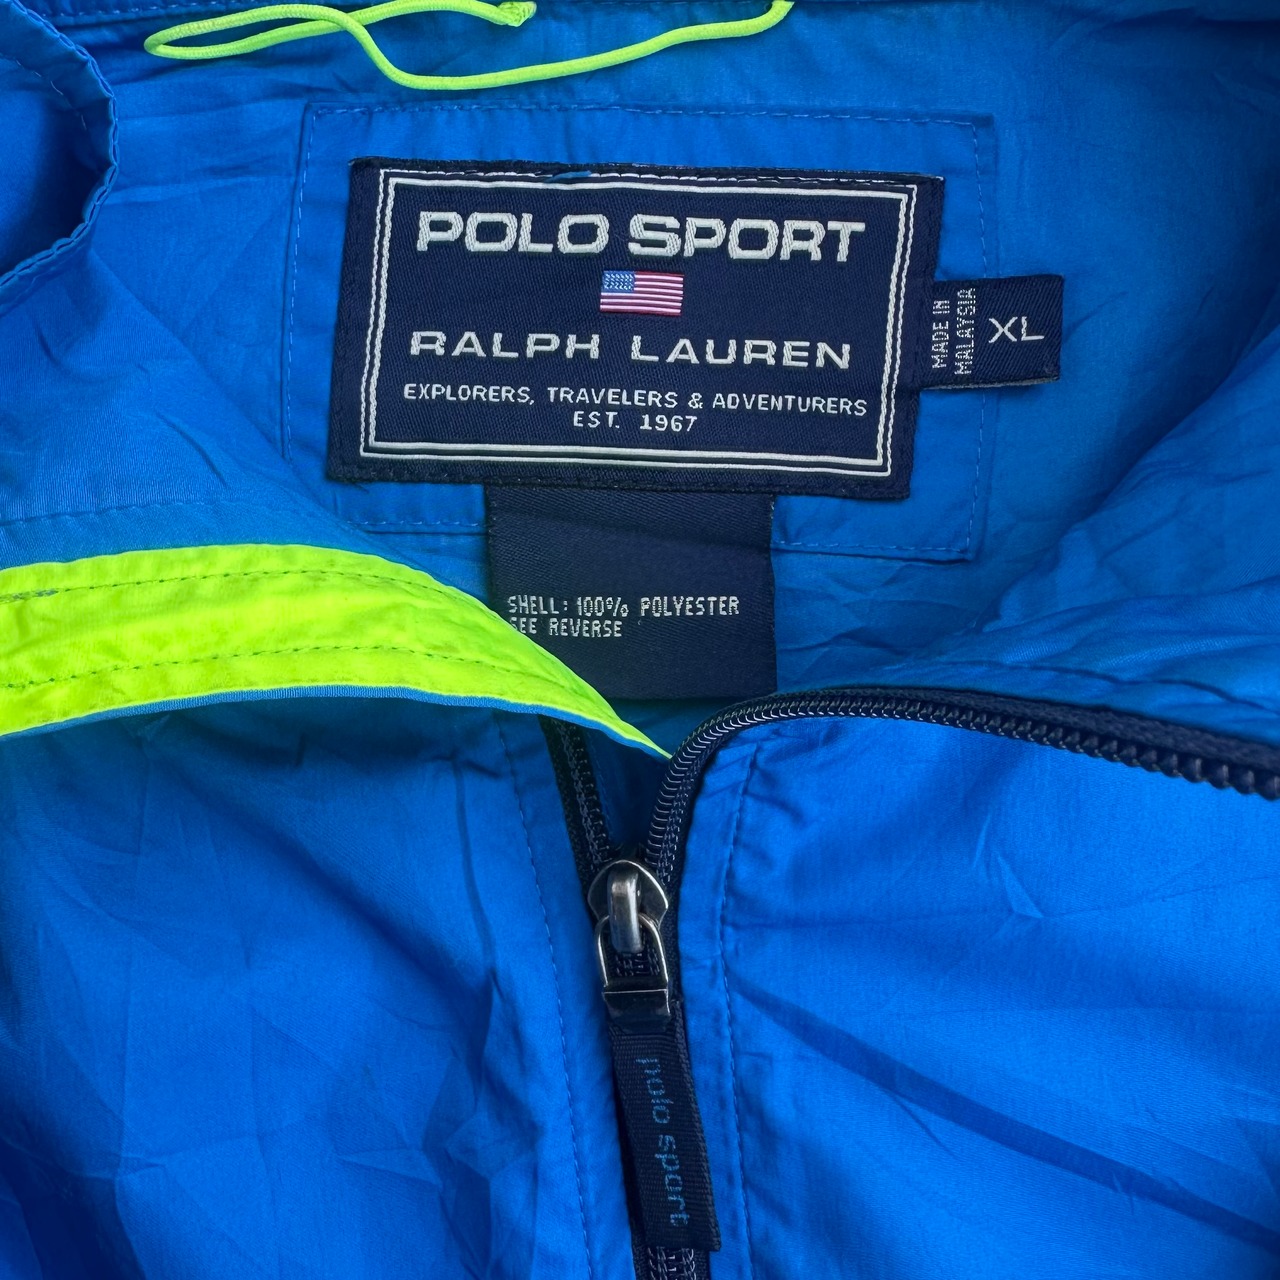 POLO SPORT
RALPH LAUREN
EXPLORERS, TRAVELERS & ADVENTURERS
EST. 1967
MADE IN
MALAYSIA
XL
SHELL: 100% POLYESTER
SEE REVERSE
polo sport